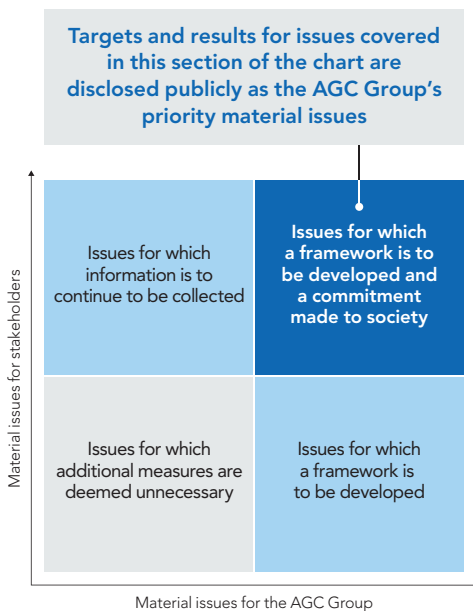 Targets and results for issues covered
in this section of the chart are
disclosed publicly as the AGC Group’s
priority material issues
Material issues for stakeholders
Issues for which
information is to
continue to be collected
Issues for which
a framework is to
be developed and
a commitment
made to society
Issues for which
additional measures are
deemed unnecessary
Issues for which
a framework is
to be developed
Material issues for the AGC Group